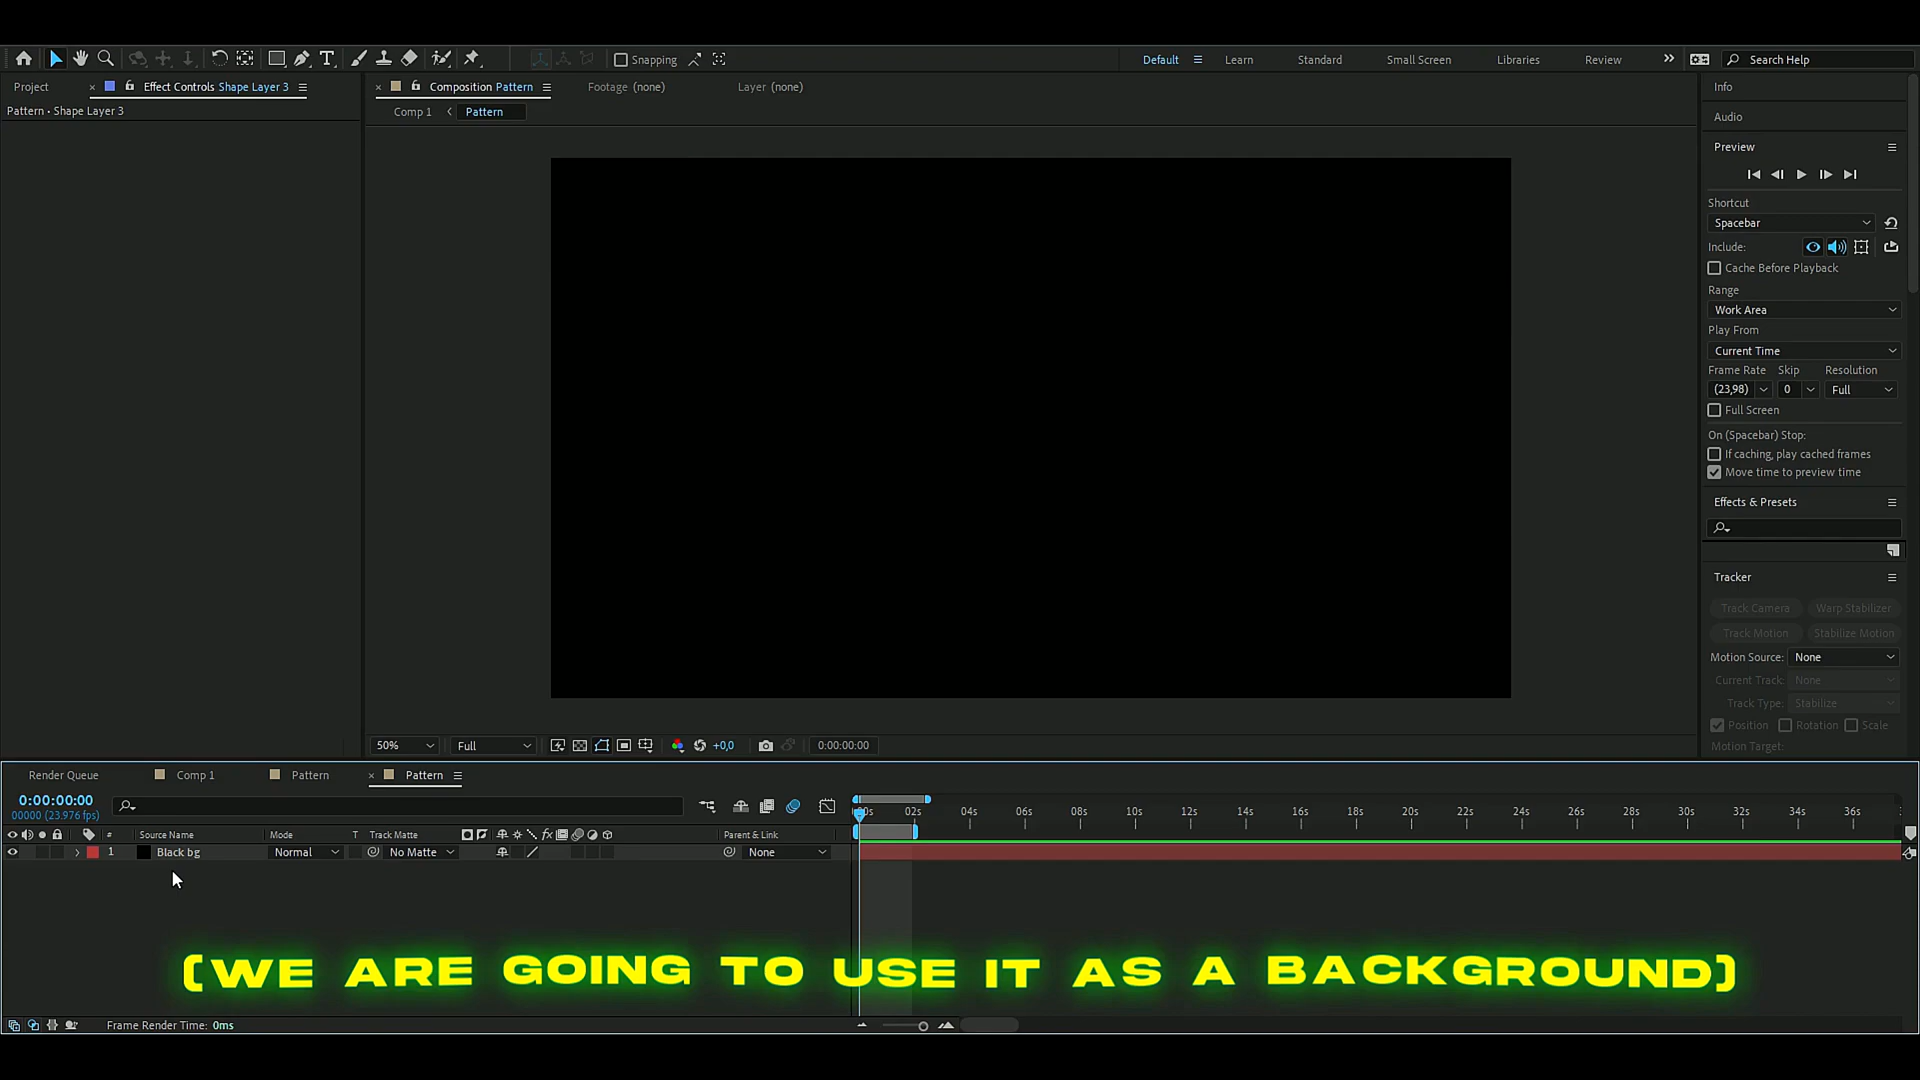 Snapping
Default
Learn
Standard
Small Screen
Libraries
Review
Search Help
Project
Effect Controls Shape Layer 3
Composition Pattern
Footage (none)
Layer (none)
Info
Pattern • Shape Layer 3
Comp 1
Pattern
Audio
Preview
Shortcut
Spacebar
Include:
Cache Before Playback
Range
Work Area
Play From
Current Time
Frame Rate Skip Resolution
(23,98) 0 Full
Full Screen
On (Spacebar) Stop:
If caching, play cached frames
Move time to preview time
Effects & Presets
Tracker
Track Camera Warp Stabilizer
Track Motion Stabilize Motion
Motion Source: None
Current Track: None
Track Type: Stabilize
Position Rotation Scale
Motion Target:
50% Full +0,0 0:00:00:00
Render Queue
Comp 1
Pattern
Pattern
0:00:00:00
00000 (23.976 fps)
02s 04s 06s 08s 10s 12s 14s 16s 18s 20s 22s 24s 26s 28s 30s 32s 34s 36s
# Source Name Mode T Track Matte fx Parent & Link
1 Black bg Normal No Matte None
(WE ARE GOING TO USE IT AS A BACKGROUND)
Frame Render Time: 0ms